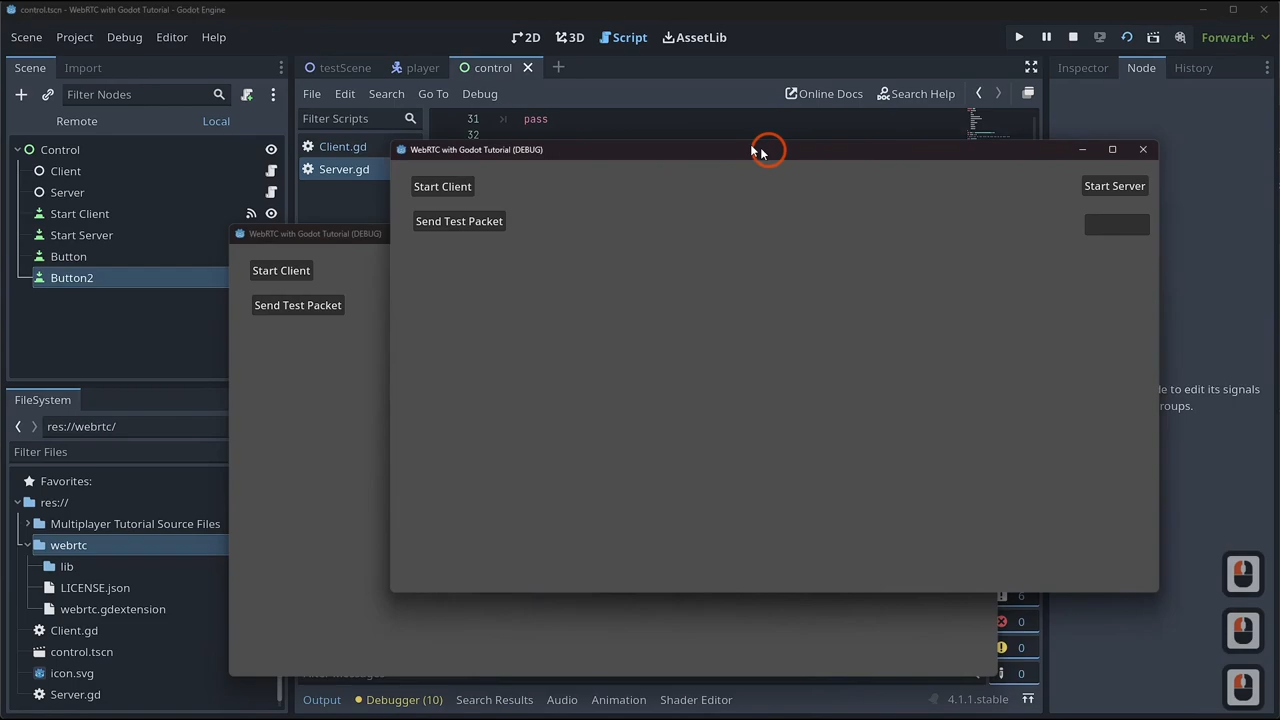 control.tscn - WebRTC with Godot Tutorial - Godot Engine
Scene Project Debug Editor Help
2D 3D Script AssetLib
Forward+
Scene Import
testScene player control
Inspector Node History
Filter Nodes
File Edit Search Go To Debug
Online Docs Search Help
Remote Local
Filter Scripts
31 pass
32
Control
Client
Server
Start Client
Start Server
Button
Button2
Client.gd
Server.gd
WebRTC with Godot Tutorial (DEBUG)
Start Client
Start Server
Send Test Packet
WebRTC with Godot Tutorial (DEBUG)
Start Client
Send Test Packet
le to edit its signals
roups.
FileSystem
res://webrtc/
Filter Files
Favorites:
res://
Multiplayer Tutorial Source Files
webrtc
lib
LICENSE.json
webrtc.gdextension
Client.gd
control.tscn
icon.svg
Server.gd
6
0
0
0
Output Debugger (10) Search Results Audio Animation Shader Editor
4.1.1.stable